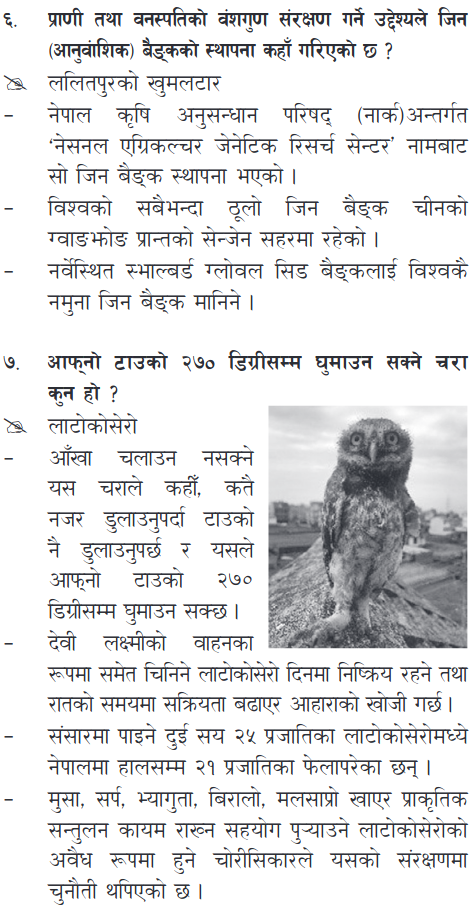 ६. प्राणी तथा वनस्पतिको वंशगुण संरक्षण गर्ने उद्देश्यले जिन
(आनुवांशिक) बैङ्कको स्थापना कहाँ गरिएको छ ?
ललितपुरको खुमलटार
– नेपाल कृषि अनुसन्धान परिषद् (नार्क)अन्तर्गत
‘नेसनल एग्रिकल्चर जेनेटिक रिसर्च सेन्टर’ नामबाट
सो जिन बैङ्क स्थापना भएको ।
– विश्वको सबैभन्दा ठूलो जिन बैङ्क चीनको
ग्वाङझोङ प्रान्तको सेन्जेन सहरमा रहेको ।
– नर्वेस्थित स्भाल्बर्ड ग्लोवल सिड बैङ्कलाई विश्वकै
नमुना जिन बैङ्क मानिने ।
७. आफ्नो टाउको २७० डिग्रीसम्म घुमाउन सक्ने चरा
कुन हो ?
लाटोकोसेरो
– आँखा चलाउन नसक्ने
यस चराले कहीँ, कतै
नजर डुलाउनुपर्दा टाउको
नै डुलाउनुपर्छ र यसले
आफ्नो टाउको २७०
डिग्रीसम्म घुमाउन सक्छ ।
– देवी लक्ष्मीको वाहनका
रूपमा समेत चिनिने लाटोकोसेरो दिनमा निष्क्रिय रहने तथा
रातको समयमा सक्रियता बढाएर आहाराको खोजी गर्छ ।
– संसारमा पाइने दुई सय २५ प्रजातिका लाटोकोसेरोमध्ये
नेपालमा हालसम्म २१ प्रजातिका फेलापरेका छन् ।
– मुसा, सर्प, भ्यागुता, बिरालो, मलसाप्रो खाएर प्राकृतिक
सन्तुलन कायम राख्न सहयोग पुऱ्याउने लाटोकोसेरोको
अवैध रूपमा हुने चोरीसिकारले यसको संरक्षणमा
चुनौती थपिएको छ ।